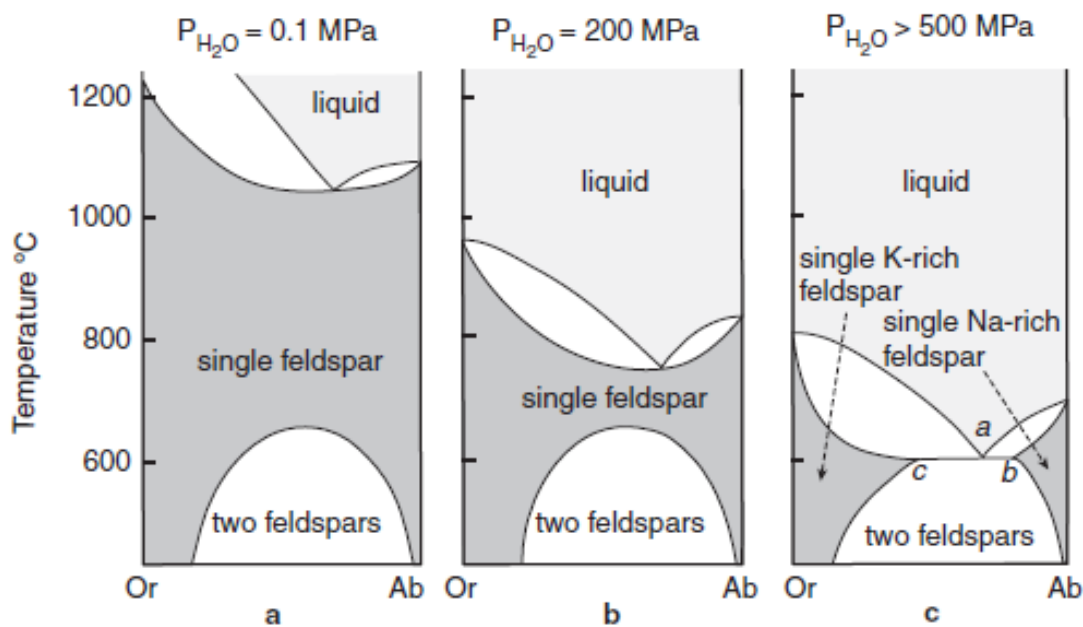 P_H₂O = 0.1 MPa
P_H₂O = 200 MPa
P_H₂O > 500 MPa
Temperature ºC
1200
1000
800
600
liquid
single feldspar
two feldspars
Or
Ab
a
liquid
single feldspar
two feldspars
Or
Ab
b
liquid
single K-rich
feldspar
single Na-rich
feldspar
a
c
b
two feldspars
Or
Ab
c